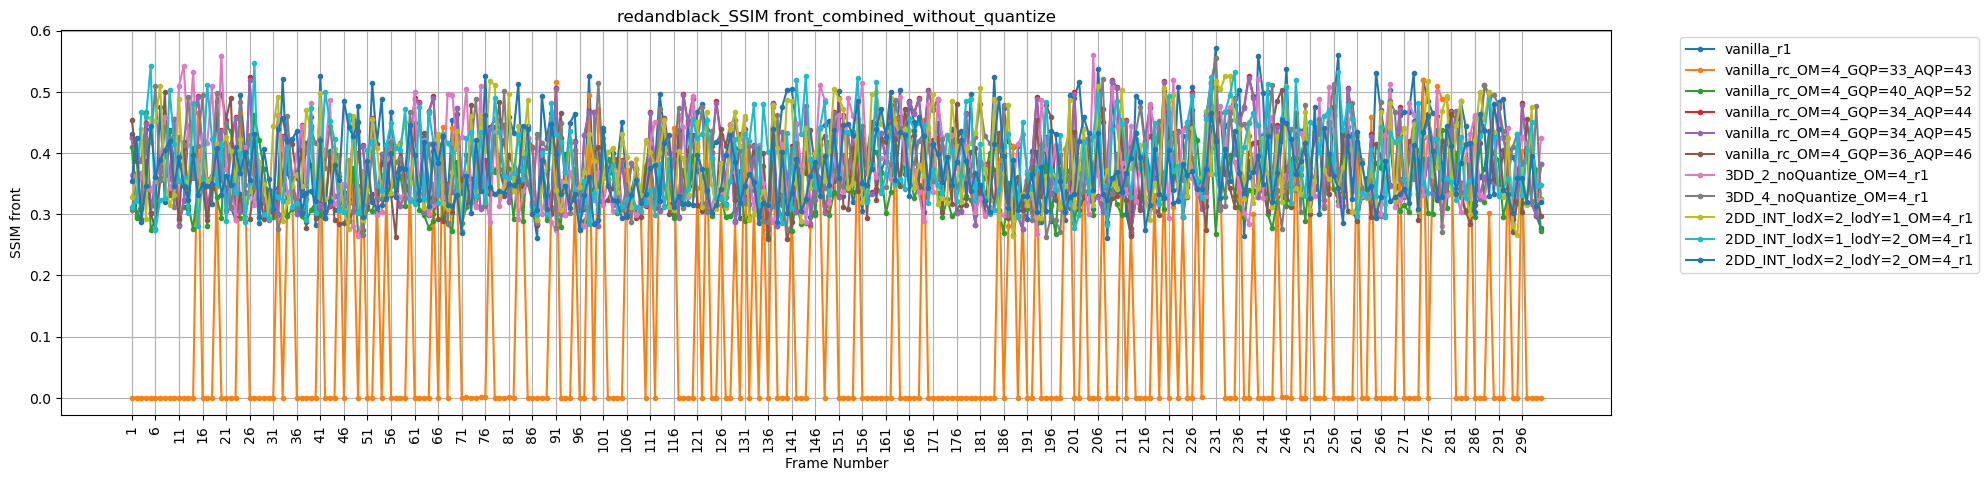 redandblack_SSIM front_combined_without_quantize
0.6
0.5
0.4
0.3
0.2
0.1
0.0
SSIM front
1 6 11 16 21 26 31 36 41 46 51 56 61 66 71 76 81 86 91 96 101 106 111 116 121 126 131 136 141 146 151 156 161 166 171 176 181 186 191 196 201 206 211 216 221 226 231 236 241 246 251 256 261 266 271 276 281 286 291 296
Frame Number
vanilla_r1
vanilla_rc_OM=4_GQP=33_AQP=43
vanilla_rc_OM=4_GQP=40_AQP=52
vanilla_rc_OM=4_GQP=34_AQP=44
vanilla_rc_OM=4_GQP=34_AQP=45
vanilla_rc_OM=4_GQP=36_AQP=46
3DD_2_noQuantize_OM=4_r1
3DD_4_noQuantize_OM=4_r1
2DD_INT_lodX=2_lodY=1_OM=4_r1
2DD_INT_lodX=1_lodY=2_OM=4_r1
2DD_INT_lodX=2_lodY=2_OM=4_r1